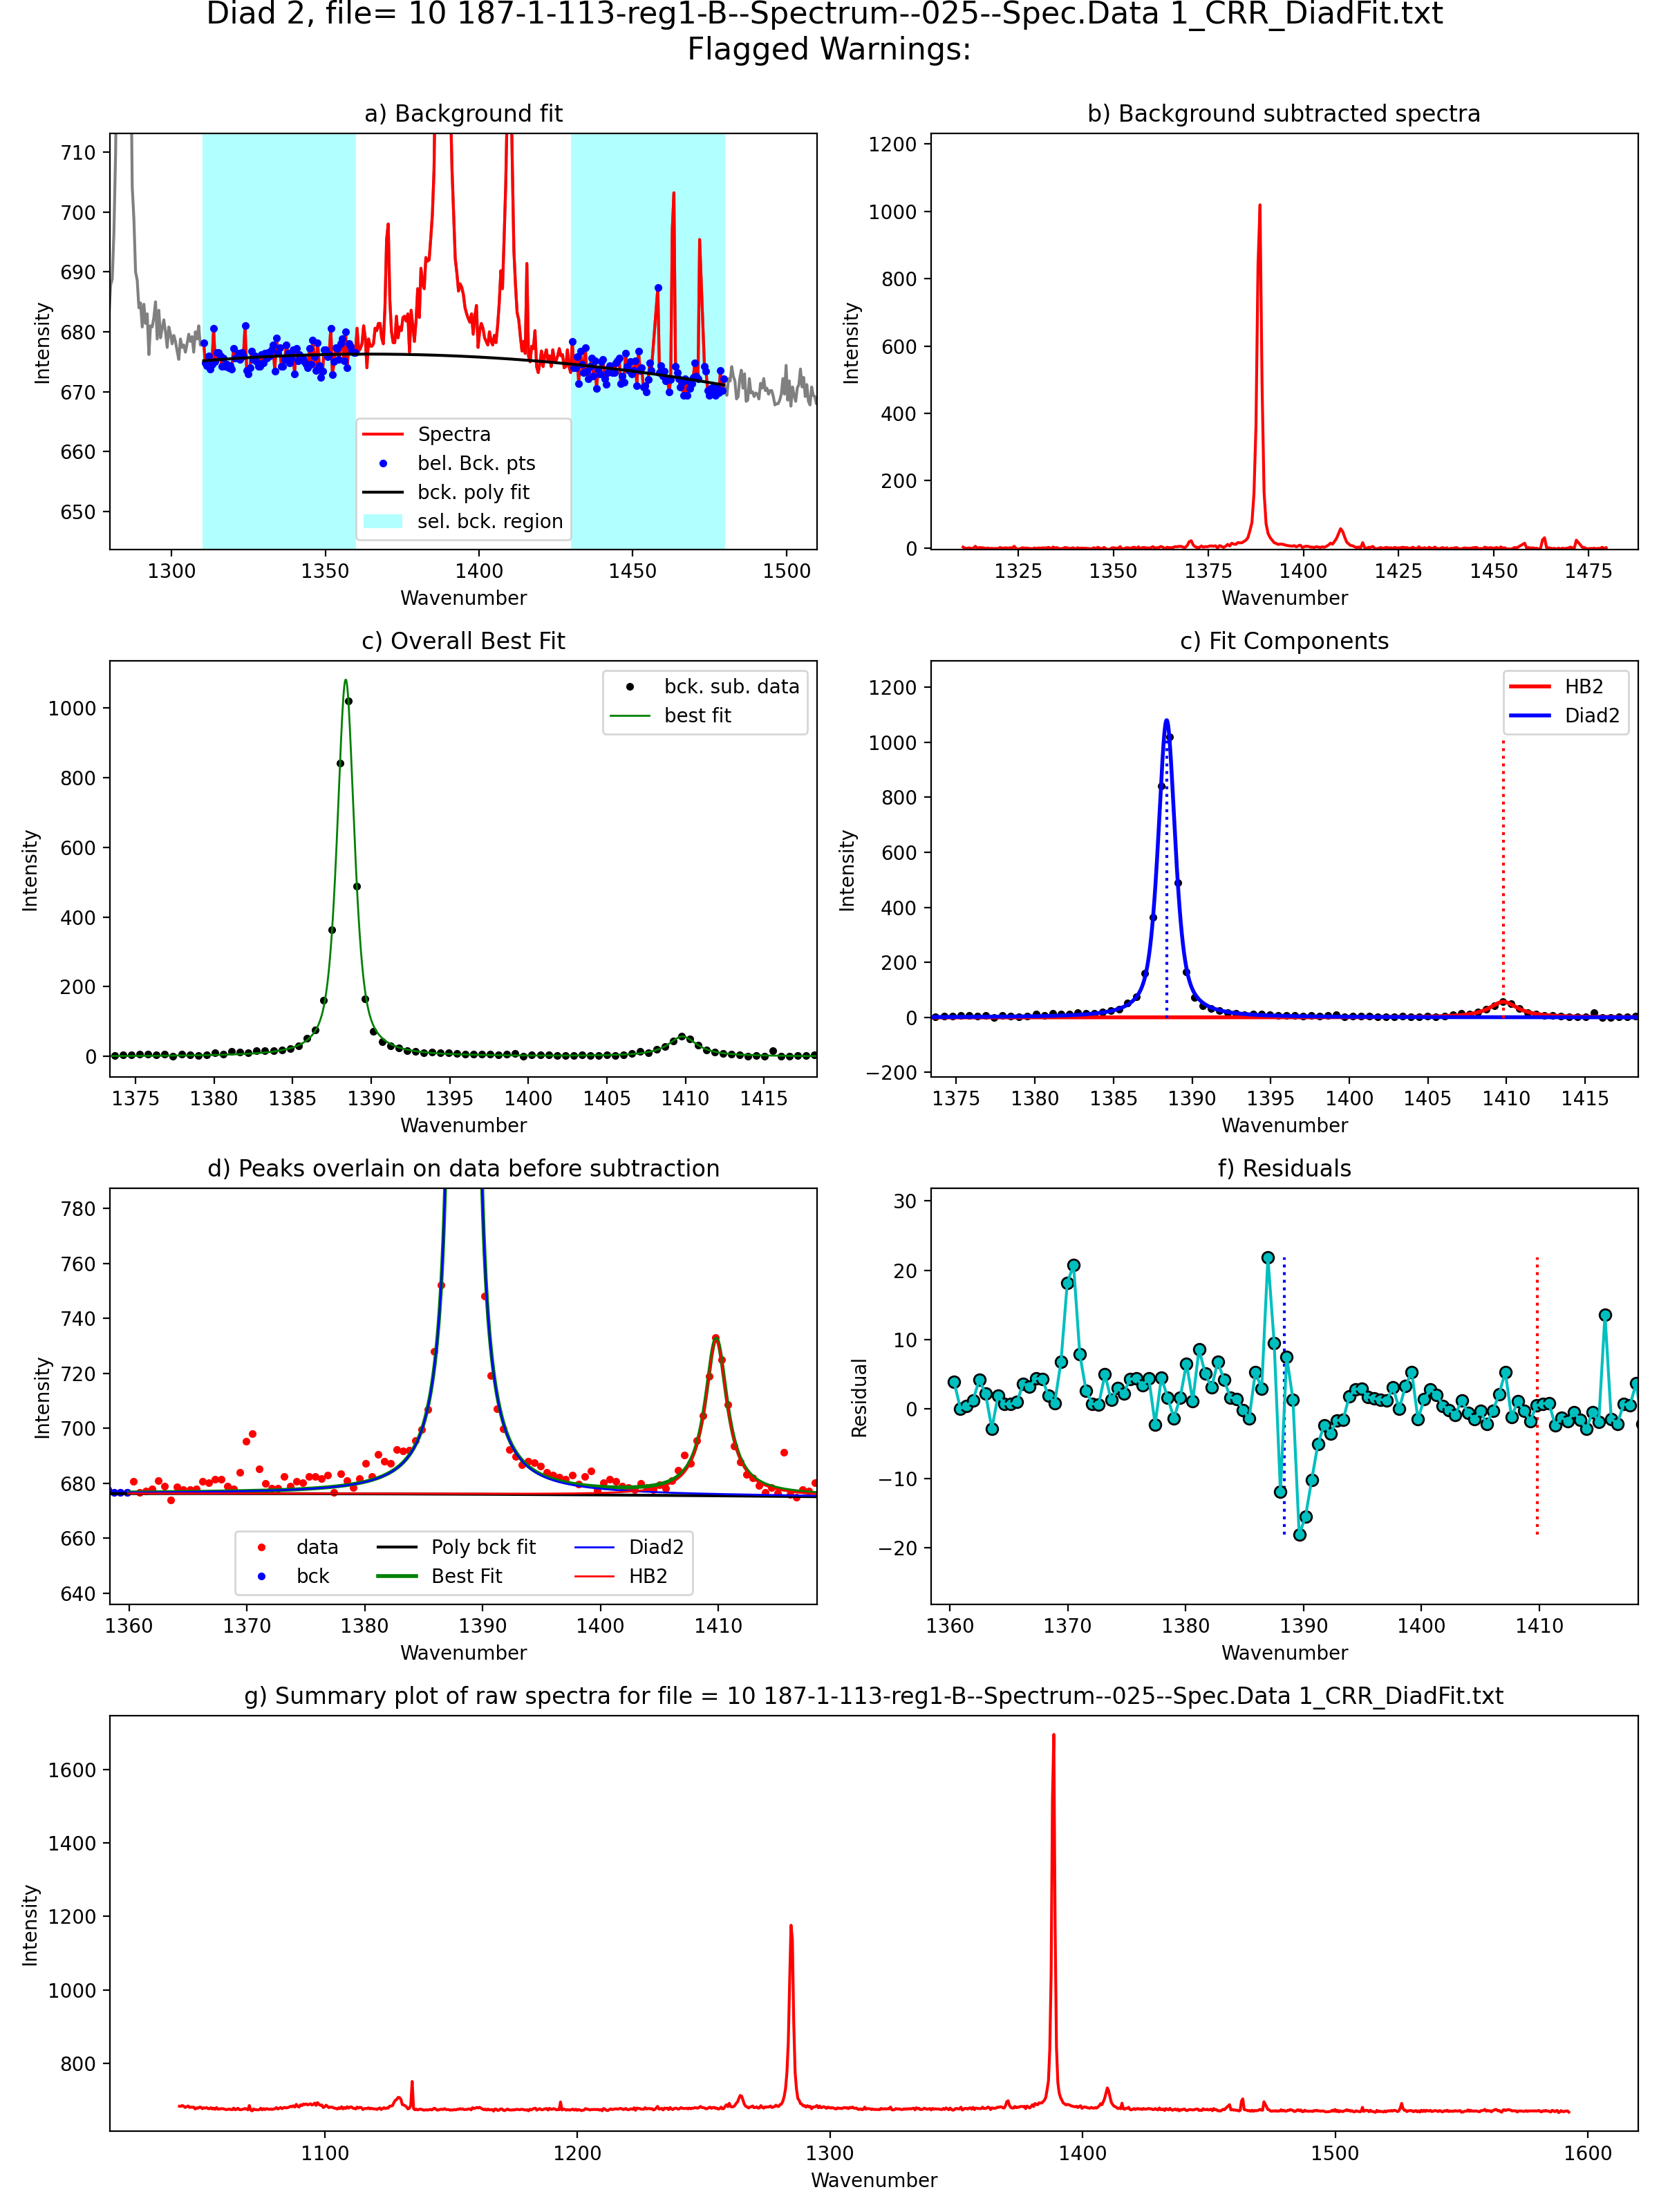 Diad 2, file= 10 187-1-113-reg1-B--Spectrum--025--Spec.Data 1_CRR_DiadFit.txt
Flagged Warnings:
a) Background fit
710
700
690
680
670
660
650
Intensity
Spectra
bel. Bck. pts
bck. poly fit
sel. bck. region
1300 1350 1400 1450 1500
Wavenumber
b) Background subtracted spectra
1200
1000
800
600
400
200
0
Intensity
1325 1350 1375 1400 1425 1450 1475
Wavenumber
c) Overall Best Fit
1000
800
600
400
200
0
Intensity
bck. sub. data
best fit
1375 1380 1385 1390 1395 1400 1405 1410 1415
Wavenumber
c) Fit Components
1200
1000
800
600
400
200
0
−200
Intensity
HB2
Diad2
1375 1380 1385 1390 1395 1400 1405 1410 1415
Wavenumber
d) Peaks overlain on data before subtraction
780
760
740
720
700
680
660
640
Intensity
data Poly bck fit Diad2
bck Best Fit HB2
1360 1370 1380 1390 1400 1410
Wavenumber
f) Residuals
30
20
10
0
−10
−20
Residual
1360 1370 1380 1390 1400 1410
Wavenumber
g) Summary plot of raw spectra for file = 10 187-1-113-reg1-B--Spectrum--025--Spec.Data 1_CRR_DiadFit.txt
1600
1400
1200
1000
800
Intensity
1100 1200 1300 1400 1500 1600
Wavenumber